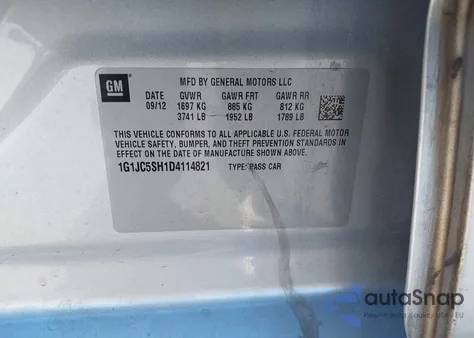 GM
MFD BY GENERAL MOTORS LLC
DATE GVWR GAWR FRT GAWR RR
09/12 1697 KG 885 KG 812 KG
3741 LB 1952 LB 1789 LB
THIS VEHICLE CONFORMS TO ALL APPLICABLE U.S. FEDERAL MOTOR
VEHICLE SAFETY, BUMPER, AND THEFT PREVENTION STANDARDS IN
EFFECT ON THE DATE OF MANUFACTURE SHOWN ABOVE.
1G1JC5SH1D4114821 TYPE: PASS CAR
autoSnap